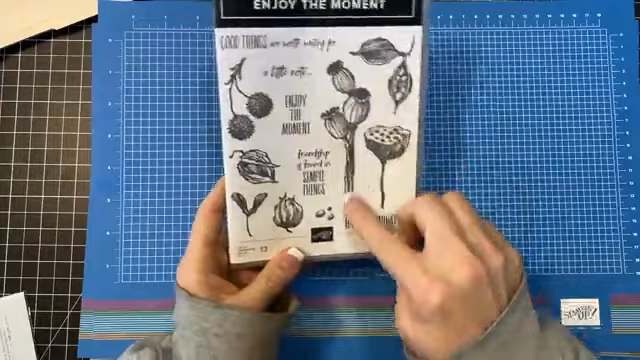 ENJOY THE MOMENT
GOOD THINGS are worth waiting for
a little note...
ENJOY
THE
MOMENT
friendship
is found in
SIMPLE
THINGS
13